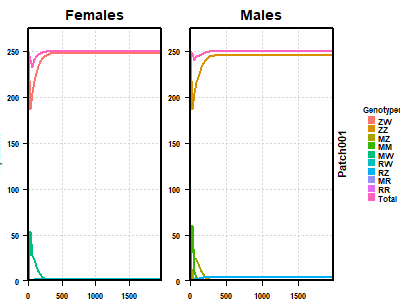 Females
Males
250
200
150
100
50
0
0
500
1000
1500
250
200
150
100
50
0
0
500
1000
1500
Patch001
Genotypes
ZW
ZZ
MZ
MM
MW
RW
RZ
MR
RR
Total